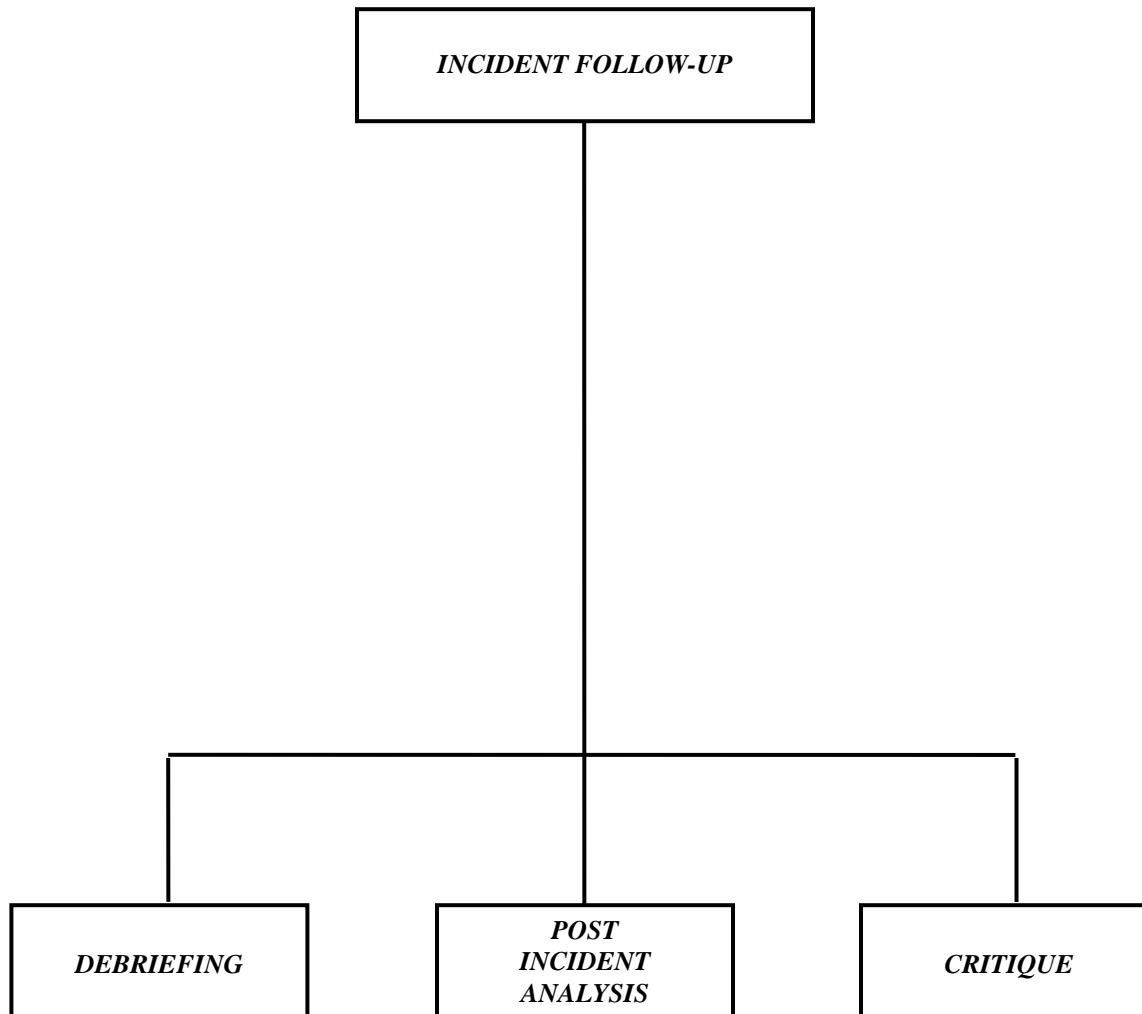 INCIDENT FOLLOW-UP
DEBRIEFING
POST
INCIDENT
ANALYSIS
CRITIQUE